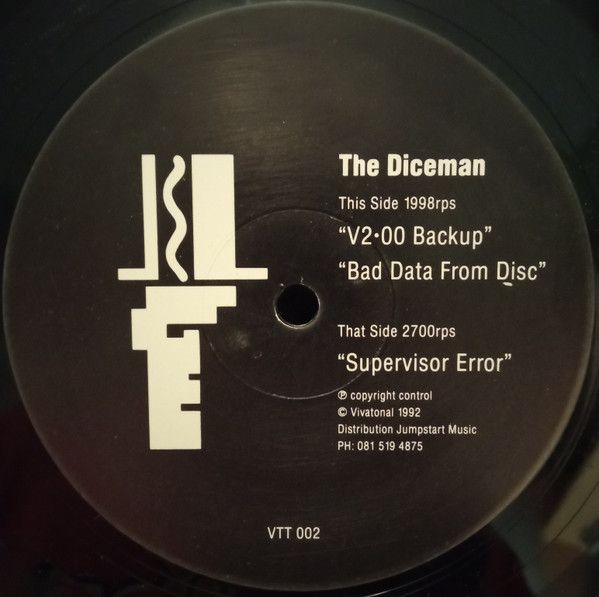 The Diceman
This Side 1998rps
“V2·00 Backup”
“Bad Data From Disc”
That Side 2700rps
“Supervisor Error”
℗ copyright control
© Vivatonal 1992
Distribution Jumpstart Music
PH: 081 519 4875
VTT 002